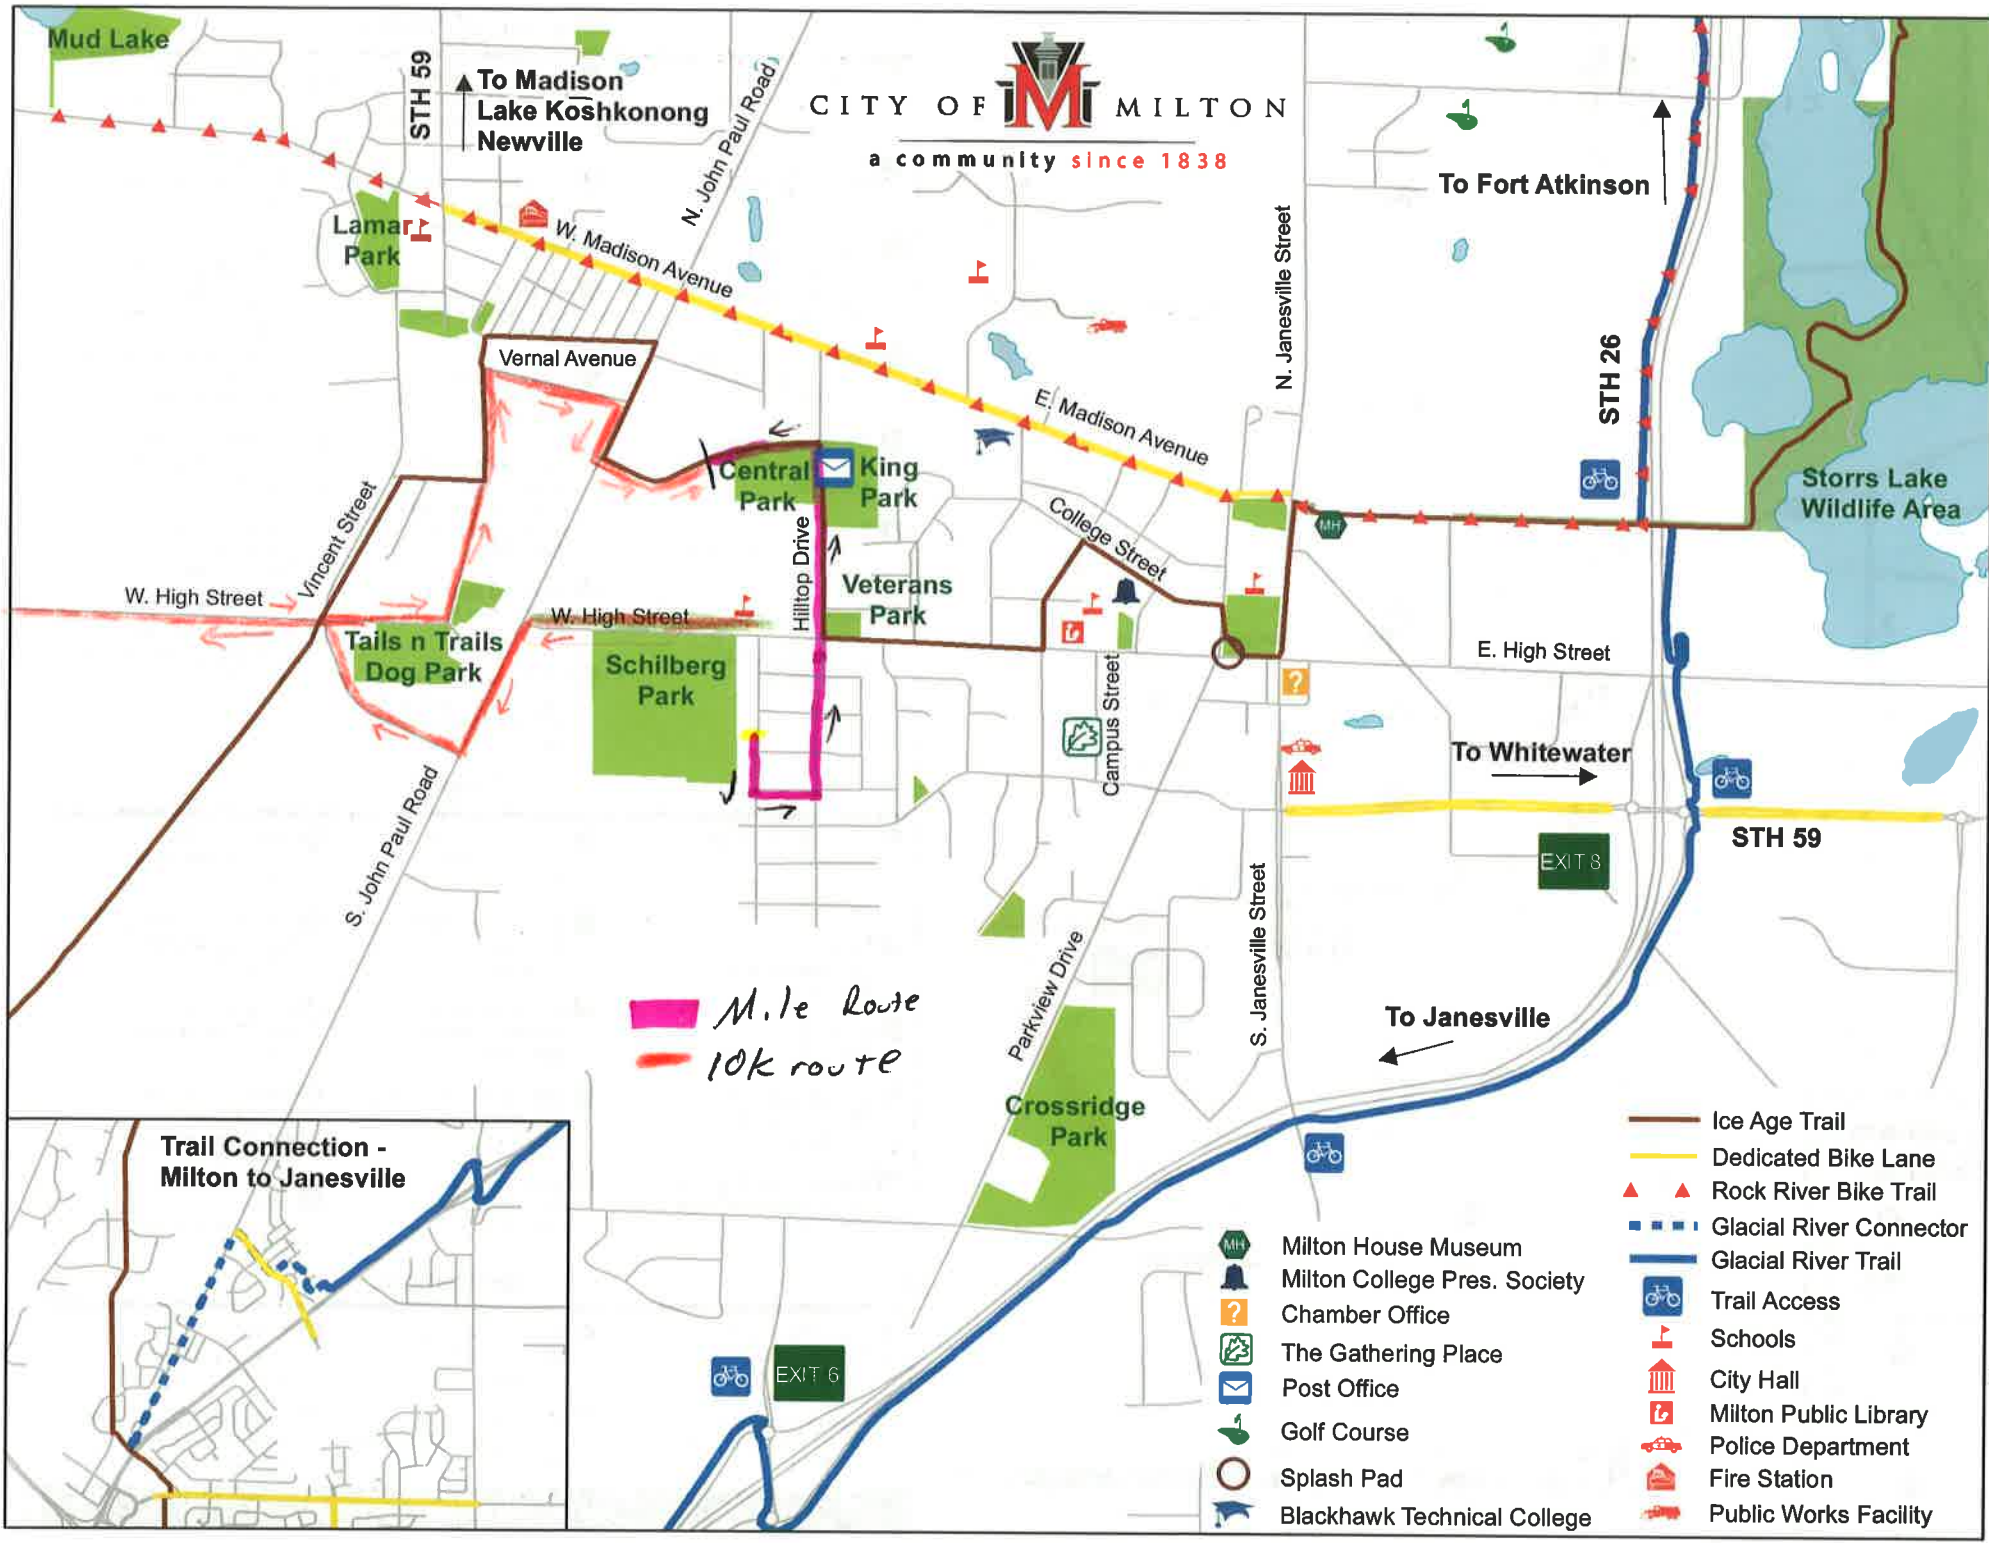 Mud Lake
STH 59
To Madison
Lake Koshkonong
Newville
N. John Paul Road
CITY OF M MILTON
a community since 1838
To Fort Atkinson
Lamar
Park
W. Madison Avenue
N. Janesville Street
STH 26
Vernal Avenue
E. Madison Avenue
Central
Park
King
Park
Storrs Lake
Wildlife Area
College Street
MH
Vincent Street
Hilltop Drive
W. High Street
W. High Street
Veterans
Park
Tails n Trails
Dog Park
Schilberg
Park
E. High Street
Campus Street
?
To Whitewater
STH 59
EXIT 8
S. John Paul Road
S. Janesville Street
Parkview Drive
Mile Route
10k route
To Janesville
Crossridge
Park
Trail Connection -
Milton to Janesville
EXIT 6
MH Milton House Museum
Milton College Pres. Society
? Chamber Office
The Gathering Place
Post Office
Golf Course
Splash Pad
Blackhawk Technical College
Ice Age Trail
Dedicated Bike Lane
Rock River Bike Trail
Glacial River Connector
Glacial River Trail
Trail Access
Schools
City Hall
Milton Public Library
Police Department
Fire Station
Public Works Facility